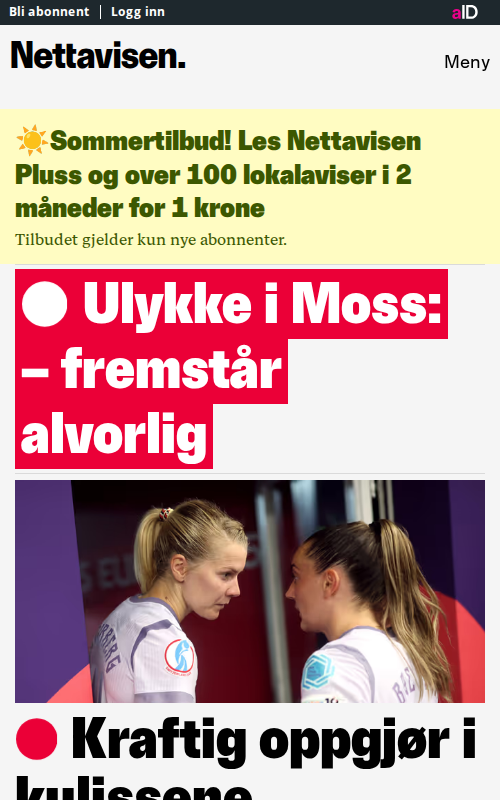 Bli abonnent
Logg inn
aID
Nettavisen.
Meny
☀️Sommertilbud! Les Nettavisen
Pluss og over 100 lokalaviser i 2
måneder for 1 krone
Tilbudet gjelder kun nye abonnenter.
Ulykke i Moss:
– fremstår
alvorlig
Kraftig oppgjør i
kulissene